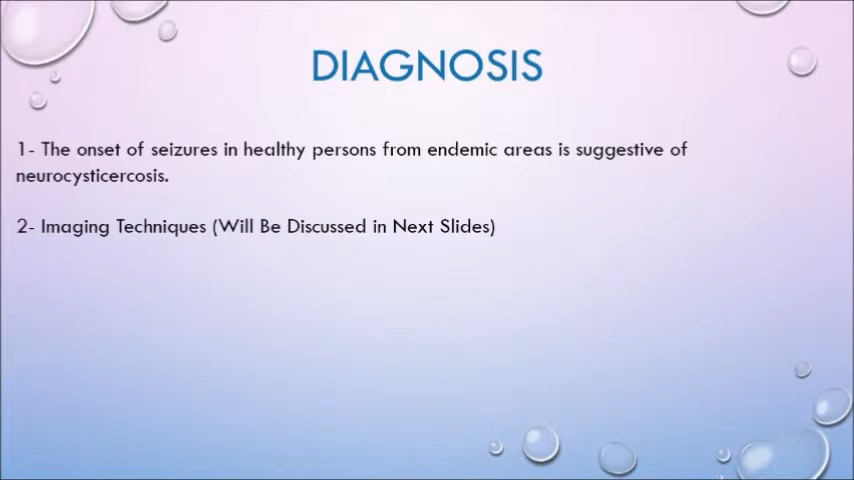 DIAGNOSIS
1- The onset of seizures in healthy persons from endemic areas is suggestive of
neurocysticercosis.
2- Imaging Techniques (Will Be Discussed in Next Slides)